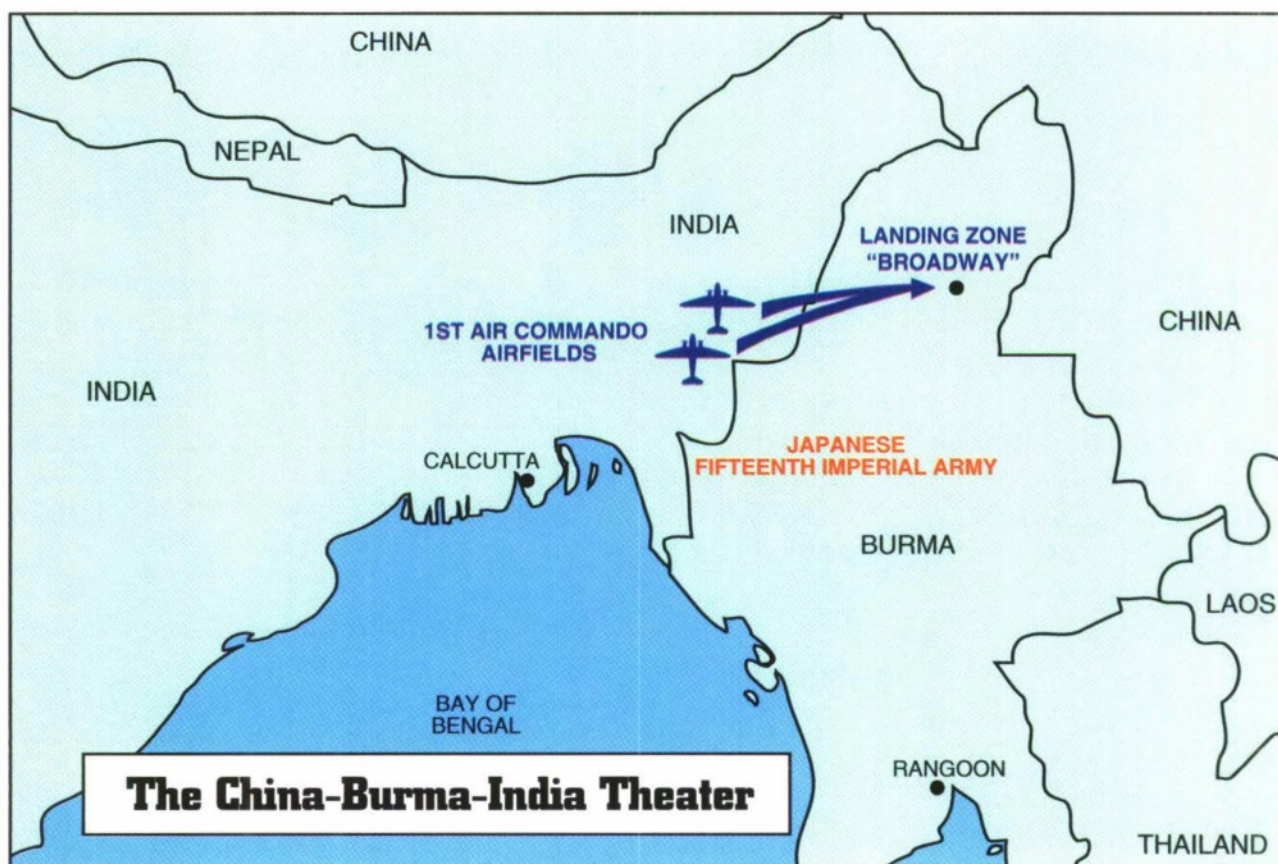 CHINA
NEPAL
INDIA
LANDING ZONE
“BROADWAY”
CHINA
1ST AIR COMMANDO
AIRFIELDS
INDIA
JAPANESE
FIFTEENTH IMPERIAL ARMY
CALCUTTA
BURMA
LAOS
BAY OF
BENGAL
RANGOON
The China-Burma-India Theater
THAILAND